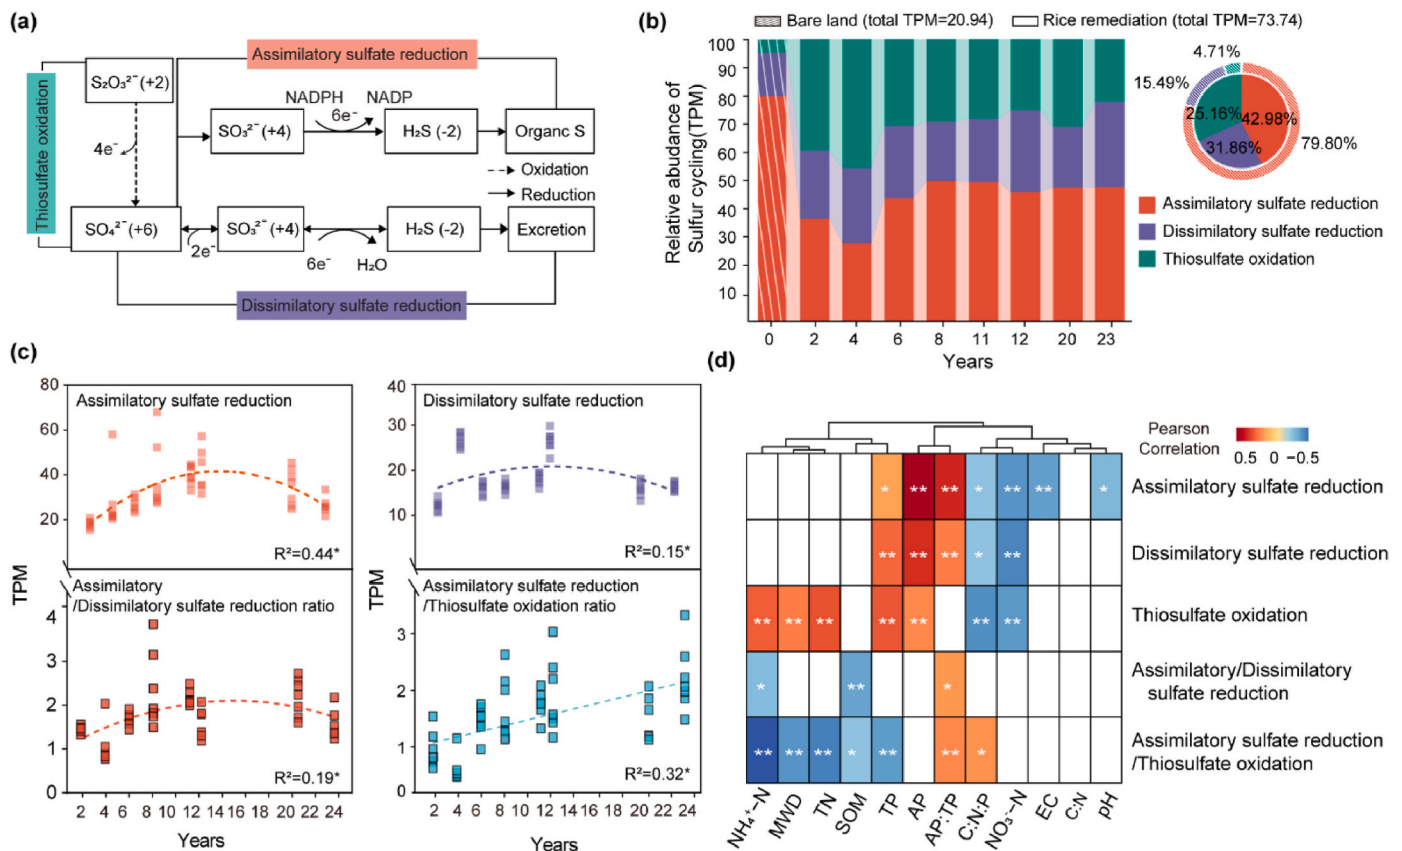 (a)
Assimilatory sulfate reduction
S₂O₃²⁻(+2)
Thiosulfate oxidation
4e⁻
NADPH
6e⁻
NADP
SO₃²⁻(+4)
H₂S (-2)
Organc S
Oxidation
Reduction
SO₄²⁻(+6)
SO₃²⁻(+4)
H₂S (-2)
Excretion
2e⁻
6e⁻
H₂O
Dissimilatory sulfate reduction
(b)
Bare land (total TPM=20.94)
Rice remediation (total TPM=73.74)
Relative abudance of
Sulfur cycling(TPM)
100
90
80
70
60
50
40
30
20
10
0 2 4 6 8 11 12 20 23
Years
4.71%
15.49%
25.16%
42.98%
31.86%
79.80%
Assimilatory sulfate reduction
Dissimilatory sulfate reduction
Thiosulfate oxidation
(c)
TPM
80
60
40
20
Assimilatory sulfate reduction
R²=0.44*
Assimilatory
/Dissimilatory sulfate reduction ratio
4
3
2
1
0
R²=0.19*
2 4 6 8 10 12 14 16 18 20 22 24
Years
TPM
40
30
20
10
Dissimilatory sulfate reduction
R²=0.15*
Assimilatory sulfate reduction
/Thiosulfate oxidation ratio
3
2
1
0
R²=0.32*
2 4 6 8 10 12 14 16 18 20 22 24
Years
(d)
Pearson
Correlation
0.5 0 −0.5
* ** ** * ** ** *
Assimilatory sulfate reduction
** ** ** * **
Dissimilatory sulfate reduction
** ** ** ** ** ** **
Thiosulfate oxidation
* ** *
Assimilatory/Dissimilatory
sulfate reduction
** ** ** * ** ** *
Assimilatory sulfate reduction
/Thiosulfate oxidation
NH₄⁺−N
MWD
TN
SOM
TP
AP
AP:TP
C:N:P
NO₃⁻−N
EC
C:N
pH